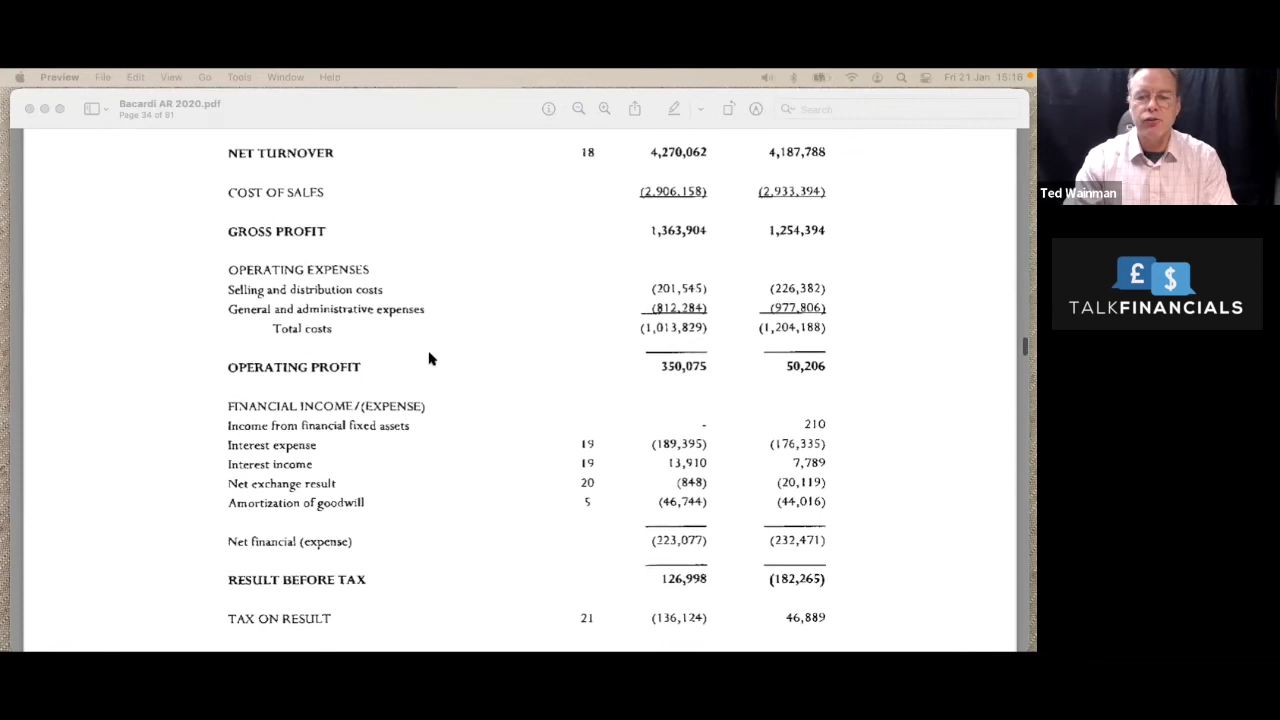 Preview File Edit View Go Tools Window Help Fri 21 Jan 15:18
Bacardi AR 2020.pdf
Page 34 of 81
Search
NET TURNOVER 18 4,270,062 4,187,788
COST OF SALES (2,906,158) (2,933,394)
GROSS PROFIT 1,363,904 1,254,394
OPERATING EXPENSES
Selling and distribution costs (201,545) (226,382)
General and administrative expenses (812,284) (977,806)
Total costs (1,013,829) (1,204,188)
OPERATING PROFIT 350,075 50,206
FINANCIAL INCOME/(EXPENSE)
Income from financial fixed assets - 210
Interest expense 19 (189,395) (176,335)
Interest income 19 13,910 7,789
Net exchange result 20 (848) (20,119)
Amortization of goodwill 5 (46,744) (44,016)
Net financial (expense) (223,077) (232,471)
RESULT BEFORE TAX 126,998 (182,265)
TAX ON RESULT 21 (136,124) 46,889
Ted Wainman
£ $
TALKFINANCIALS